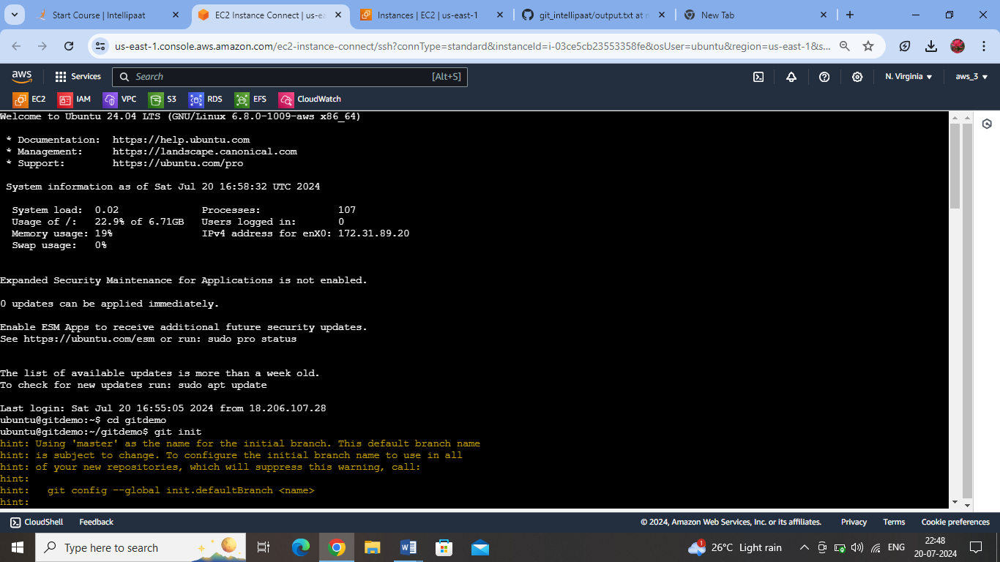 Start Course | Intellipaat
EC2 Instance Connect | us-ea
Instances | EC2 | us-east-1
git_intellipaat/output.txt at
New Tab
us-east-1.console.aws.amazon.com/ec2-instance-connect/ssh?connType=standard&instanceId=i-03ce5cb23553358fe&osUser=ubuntu&region=us-east-1&s...
aws
Services
Search
[Alt+S]
N. Virginia
aws_3
EC2
IAM
VPC
S3
RDS
EFS
CloudWatch
Welcome to Ubuntu 24.04 LTS (GNU/Linux 6.8.0-1009-aws x86_64)
* Documentation: https://help.ubuntu.com
* Management: https://landscape.canonical.com
* Support: https://ubuntu.com/pro
System information as of Sat Jul 20 16:58:32 UTC 2024
System load: 0.02 Processes: 107
Usage of /: 22.9% of 6.71GB Users logged in: 0
Memory usage: 19% IPv4 address for enX0: 172.31.89.20
Swap usage: 0%
Expanded Security Maintenance for Applications is not enabled.
0 updates can be applied immediately.
Enable ESM Apps to receive additional future security updates.
See https://ubuntu.com/esm or run: sudo pro status
The list of available updates is more than a week old.
To check for new updates run: sudo apt update
Last login: Sat Jul 20 16:55:05 2024 from 18.206.107.28
ubuntu@gitdemo:~$ cd gitdemo
ubuntu@gitdemo:~/gitdemo$ git init
hint: Using 'master' as the name for the initial branch. This default branch name
hint: is subject to change. To configure the initial branch name to use in all
hint: of your new repositories, which will suppress this warning, call:
hint:
hint: git config --global init.defaultBranch <name>
hint:
CloudShell
Feedback
© 2024, Amazon Web Services, Inc. or its affiliates.
Privacy
Terms
Cookie preferences
Type here to search
1
26°C Light rain
ENG
22:48
20-07-2024